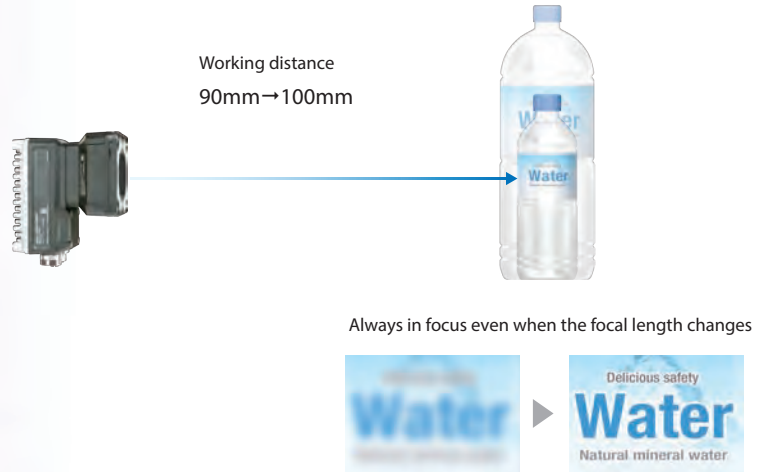 Working distance
90mm→100mm
Water
Water
Always in focus even when the focal length changes
Water
Delicious safety
Water
Natural mineral water